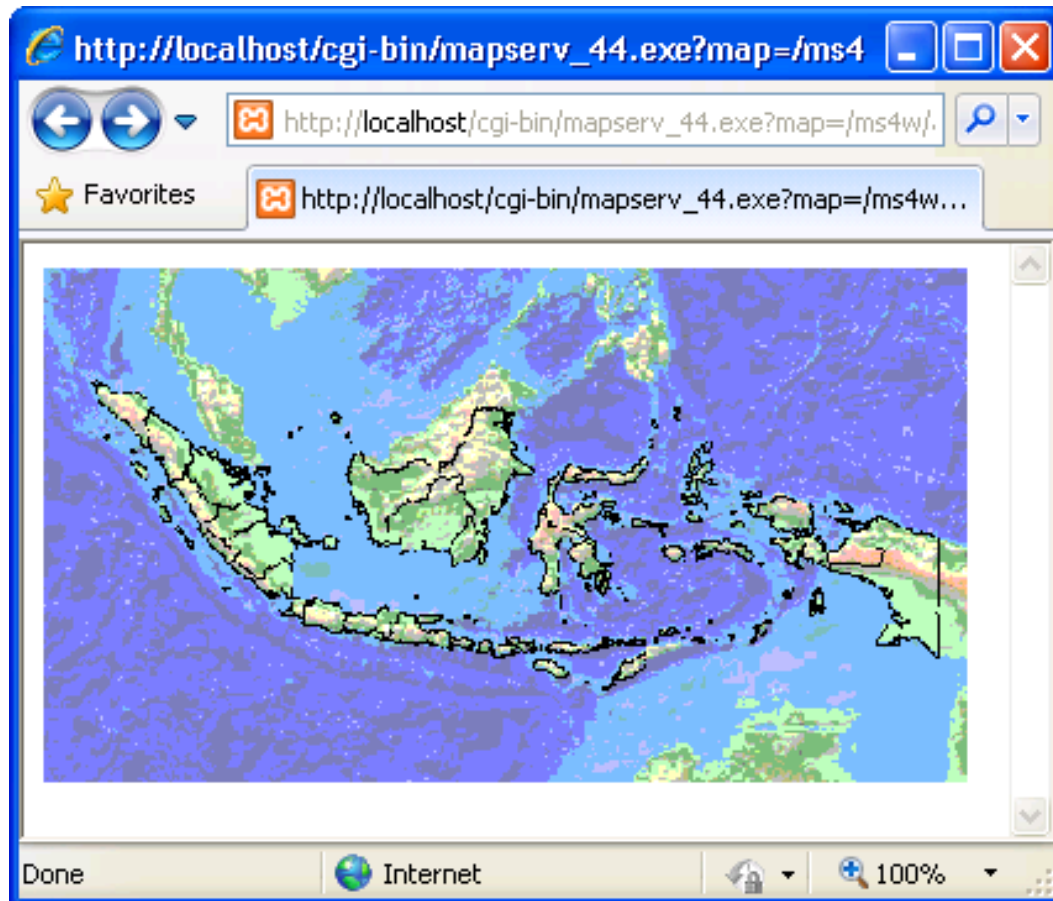 http://localhost/cgi-bin/mapserv_44.exe?map=/ms4
http://localhost/cgi-bin/mapserv_44.exe?map=/ms4w/.
Favorites
http://localhost/cgi-bin/mapserv_44.exe?map=/ms4w...
Done
Internet
100%